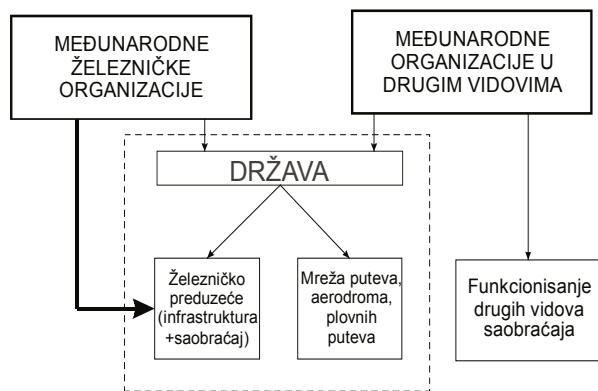 MEĐUNARODNE
ŽELEZNIČKE
ORGANIZACIJE
MEĐUNARODNE
ORGANIZACIJE U
DRUGIM VIDOVIMA
DRŽAVA
Železničko
preduzeće
(infrastruktura
+saobraćaj)
Mreža puteva,
aerodroma,
plovnih
puteva
Funkcionisanje
drugih vidova
saobraćaja